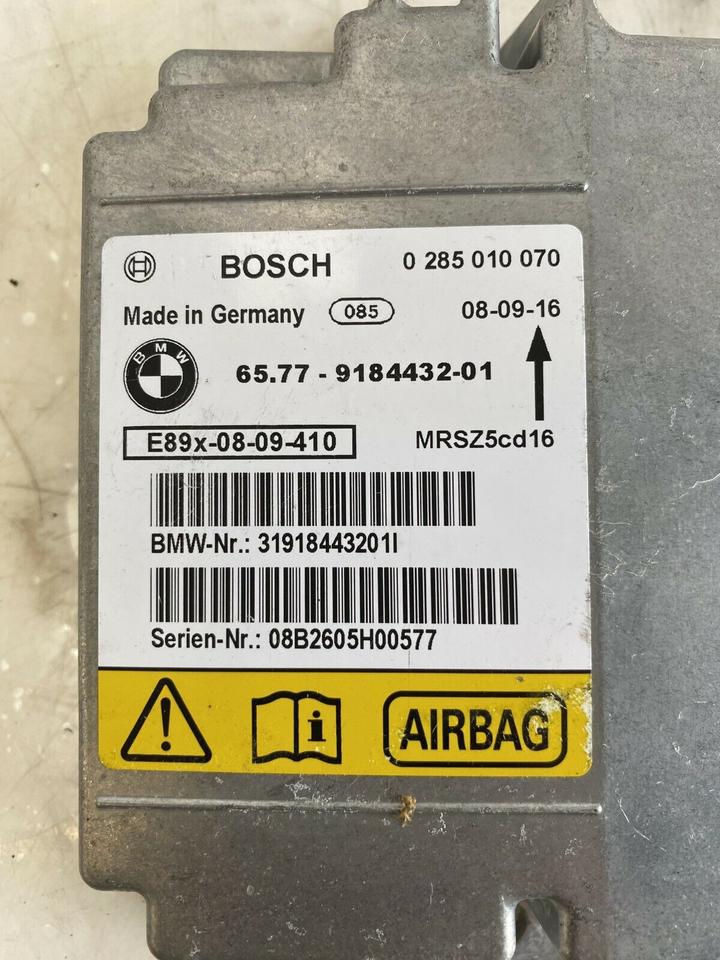 BOSCH 0 285 010 070
Made in Germany 085 08-09-16
BMW
65.77 - 9184432-01
E89x-08-09-410 MRSZ5cd16
BMW-Nr.: 31918443201I
Serien-Nr.: 08B2605H00577
AIRBAG